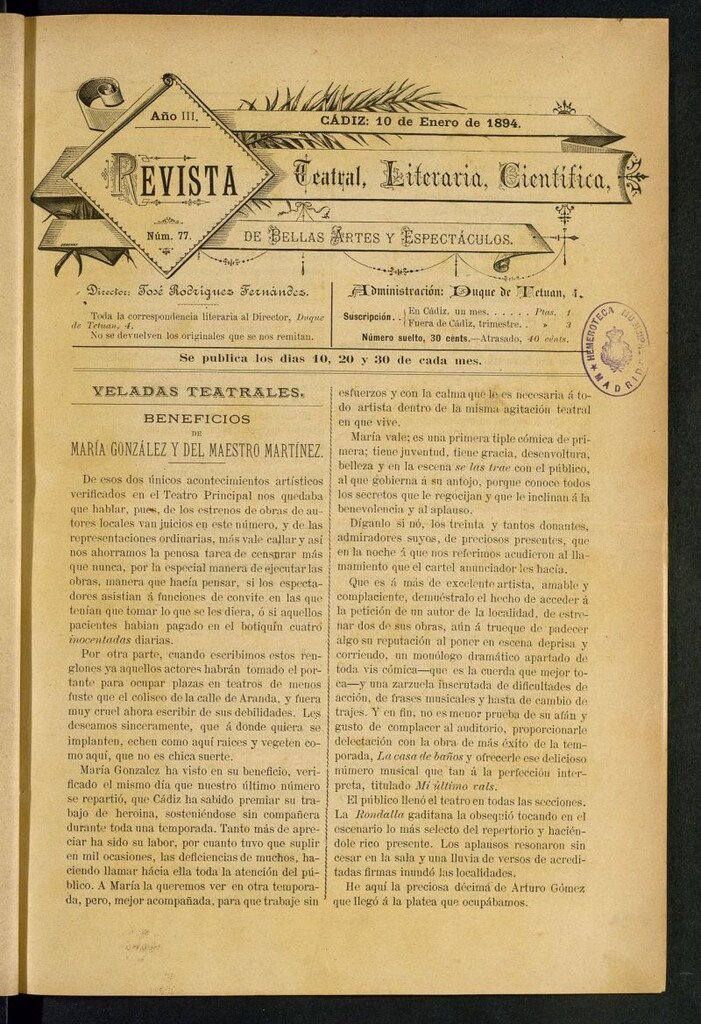 Año III.
CÁDIZ: 10 de Enero de 1894.
REVISTA
Teatral, Literaria, Científica,
Núm. 77.
DE BELLAS ARTES Y ESPECTÁCULOS.
Director: José Rodríguez Fernández.
Toda la correspondencia literaria al Director, Duque
de Tetuan, 4.
No se devuelven los originales que se nos remitan.
Administración: Duque de Tetuan, 4.
Suscripción..
En Cádiz, un mes. . . . . . Ptas. 1
Fuera de Cádiz, trimestre. . » 3
Número suelto, 30 cents.—Atrasado, 40 cents.
HEMEROTECA MUNICIPAL
MADRID
Se publica los dias 10, 20 y 30 de cada mes.
VELADAS TEATRALES.
BENEFICIOS
DE
MARÍA GONZÁLEZ Y DEL MAESTRO MARTÍNEZ.
De esos dos únicos acontecimientos artísticos
verificados en el Teatro Principal nos quedaba
que hablar, pues, de los estrenos de obras de au-
tores locales van juicios en este número, y de las
representaciones ordinarias, más vale callar y así
nos ahorramos la penosa tarea de censurar más
que nunca, por la especial manera de ejecutar las
obras, manera que hacía pensar, si los especta-
dores asistian á funciones de convite en las que
tenían que tomar lo que se les diera, ó si aquellos
pacientes habían pagado en el botiquín cuatro
inocentadas diarias.
Por otra parte, cuando escribimos estos ren-
glones ya aquellos actores habrán tomado el por-
tante para ocupar plazas en teatros de menos
fuste que el coliseo de la calle de Aranda, y fuera
muy cruel ahora escribir de sus debilidades. Les
deseamos sinceramente, que á donde quiera se
implanten, echen como aquí raices y vegeten co-
mo aquí, que no es chica suerte.
María Gonzalez ha visto en su beneficio, veri-
ficado el mismo día que nuestro último número
se repartió, que Cádiz ha sabido premiar su tra-
bajo de heroina, sosteniéndose sin compañera
durante toda una temporada. Tanto más de apre-
ciar ha sido su labor, por cuanto tuvo que suplir
en mil ocasiones, las deficiencias de muchos, ha-
ciendo llamar hácia ella toda la atención del pú-
blico. A María la queremos ver en otra tempora-
da, pero, mejor acompañada, para que trabaje sin
esfuerzos y con la calma que le es necesaria á to-
do artista dentro de la misma agitación teatral
en que vive.
María vale; es una primera tiple cómica de pri-
mera; tiene juventud, tiene gracia, desenvoltura,
belleza y en la escena se las trae con el público,
al que gobierna á su antojo, porque conoce todos
los secretos que le regocijan y que le inclinan á la
benevolencia y al aplauso.
Díganlo si nó, los treinta y tantos donantes,
admiradores suyos, de preciosos presentes, que
en la noche á que nos referimos acudieron al lla-
mamiento que el cartel anunciador les hacía.
Que es á más de excelente artista, amable y
complaciente, demuéstralo el hecho de acceder á
la petición de un autor de la localidad, de estre-
nar dos de sus obras, aún á trueque de padecer
algo su reputación al poner en escena deprisa y
corriendo, un monólogo dramático apartado de
toda vis cómica—que es la cuerda que mejor to-
ca—y una zarzuela inscrutada de dificultades de
acción, de frases musicales y hasta de cambio de
trajes. Y en fin, no es menor prueba de su afán y
gusto de complacer al auditorio, proporcionarle
delectación con la obra de más éxito de la tem-
porada, La casa de baños y ofrecerle ese delicioso
número musical que tan á la perfección inter-
preta, titulado Mi último vals.
El público llenó el teatro en todas las secciones.
La Rondalla gaditana la obsequió tocando en el
escenario lo más selecto del repertorio y hacién-
dole rico presente. Los aplausos resonaron sin
cesar en la sala y una lluvia de versos de acredi-
tadas firmas inundó las localidades.
He aquí la preciosa décima de Arturo Gómez
que llegó á la platea que ocupábamos.